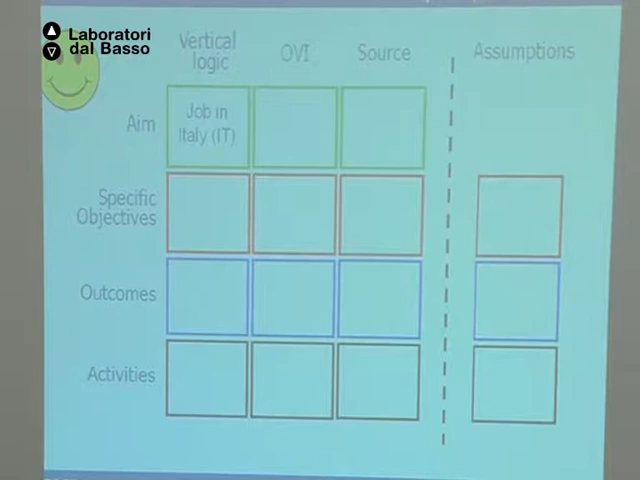 Laboratori
dal Basso
Vertical
logic
OVI
Source
Assumptions
Aim
Job in
Italy (IT)
Specific
Objectives
Outcomes
Activities